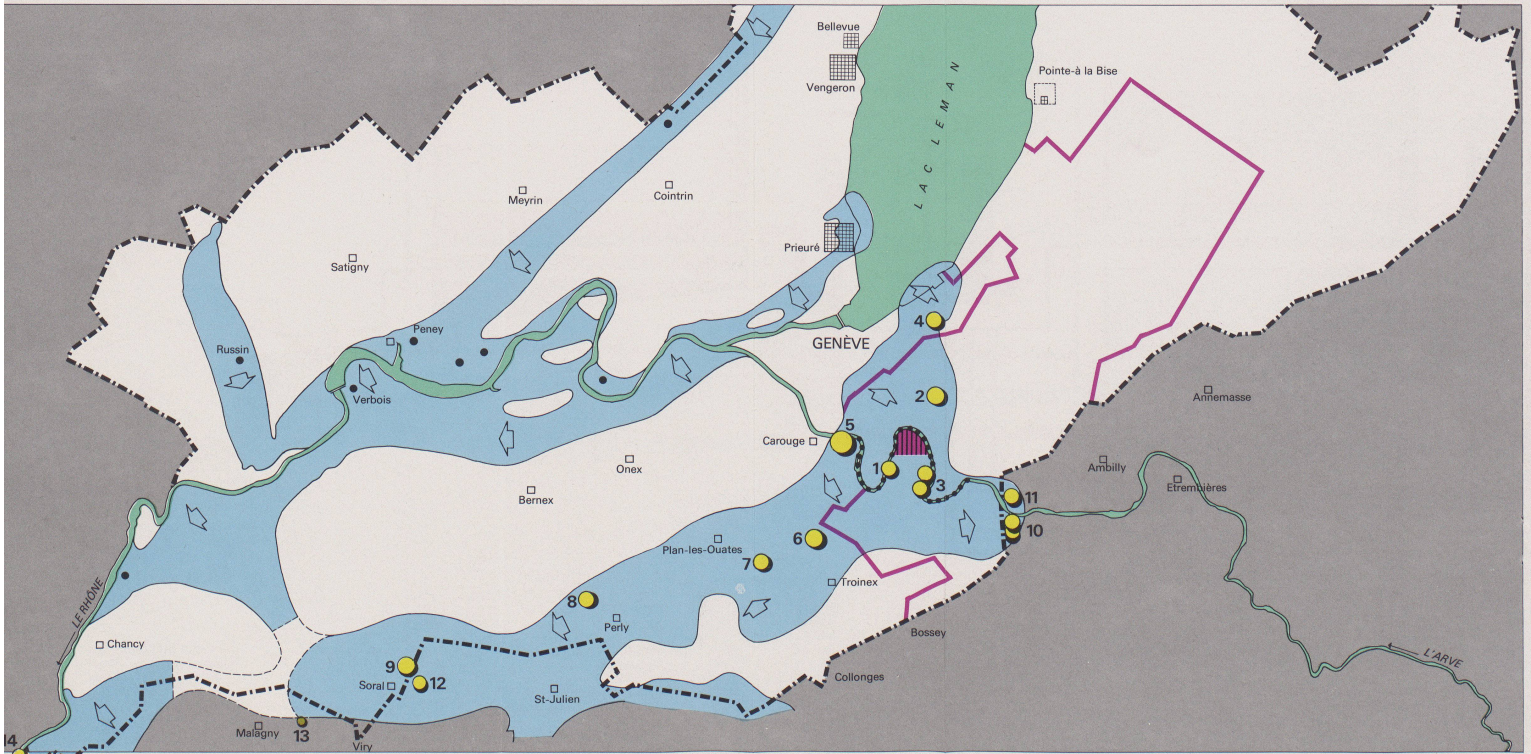 Bellevue
Vengeron
Pointe-à la Bise
LAC LEMAN
Meyrin
Cointrin
Prieuré
Satigny
Peney
Russin
GENÈVE
4
Verbois
2
Annemasse
5
Carouge
Onex
Ambilly
1
Bernex
3
Etrembières
11
10
6
Plan-les-Ouates
7
Troinex
8
LE RHÔNE
Perly
Bossey
Chancy
L'ARVE
9
Soral
12
Collonges
St-Julien
Malagny
13
Viry
14